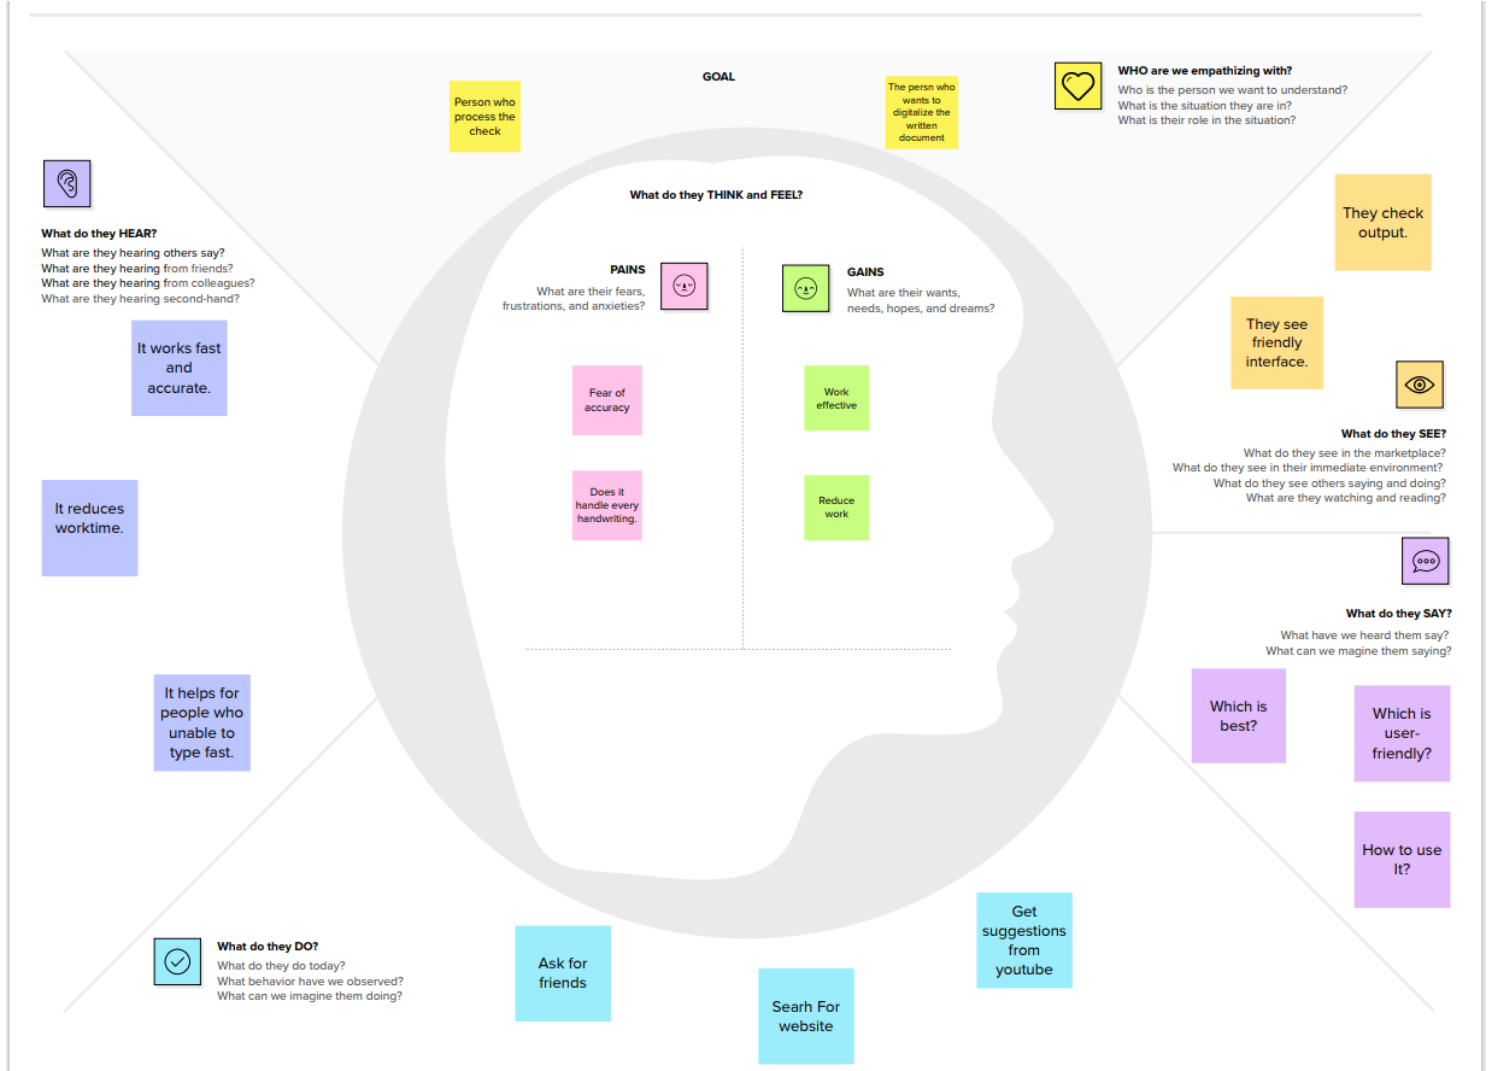 GOAL
Person who
process the
check
The persn who
wants to
digitalize the
written
document
WHO are we empathizing with?
Who is the person we want to understand?
What is the situation they are in?
What is their role in the situation?
What do they HEAR?
What are they hearing others say?
What are they hearing from friends?
What are they hearing from colleagues?
What are they hearing second-hand?
It works fast
and
accurate.
It reduces
worktime.
It helps for
people who
unable to
type fast.
What do they THINK and FEEL?
PAINS
What are their fears,
frustrations, and anxieties?
Fear of
accuracy
Does it
handle every
handwriting.
GAINS
What are their wants,
needs, hopes, and dreams?
Work
effective
Reduce
work
They check
output.
They see
friendly
interface.
What do they SEE?
What do they see in the marketplace?
What do they see in their immediate environment?
What do they see others saying and doing?
What are they watching and reading?
What do they SAY?
What have we heard them say?
What can we magine them saying?
Which is
best?
Which is
user-
friendly?
How to use
It?
What do they DO?
What do they do today?
What behavior have we observed?
What can we imagine them doing?
Ask for
friends
Searh For
website
Get
suggestions
from
youtube